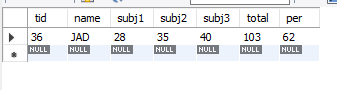 tid name subj1 subj2 subj3 total per
36 JAD 28 35 40 103 62
NULL NULL NULL NULL NULL NULL NULL